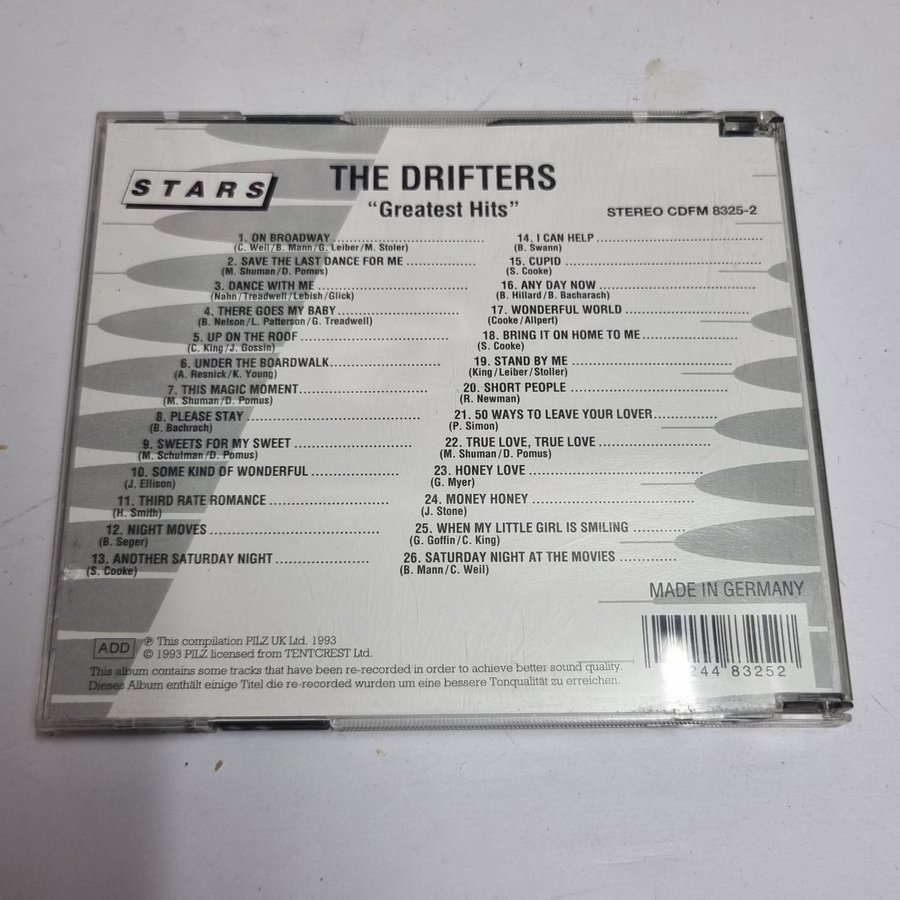 STARS
THE DRIFTERS
"Greatest Hits"
STEREO CDFM 8325-2
1. ON BROADWAY
(C. Weil/B. Mann/G. Leiber/M. Stoler)
2. SAVE THE LAST DANCE FOR ME
(M. Shuman/D. Pomus)
3. DANCE WITH ME
(Nahn/Treadwell/Lebish/Glick)
4. THERE GOES MY BABY
(B. Nelson/L. Patterson/G. Treadwell)
5. UP ON THE ROOF
(C. King/J. Gossin)
6. UNDER THE BOARDWALK
(A. Resnick/K. Young)
7. THIS MAGIC MOMENT
(M. Shuman/D. Pomus)
8. PLEASE STAY
(B. Bachrach)
9. SWEETS FOR MY SWEET
(M. Schulman/D. Pomus)
10. SOME KIND OF WONDERFUL
(J. Ellison)
11. THIRD RATE ROMANCE
(H. Smith)
12. NIGHT MOVES
(B. Seger)
13. ANOTHER SATURDAY NIGHT
(S. Cooke)
14. I CAN HELP
(B. Swann)
15. CUPID
(S. Cooke)
16. ANY DAY NOW
(B. Hillard/B. Bacharach)
17. WONDERFUL WORLD
(Cooke/Allpert)
18. BRING IT ON HOME TO ME
(S. Cooke)
19. STAND BY ME
(King/Leiber/Stoller)
20. SHORT PEOPLE
(R. Newman)
21. 50 WAYS TO LEAVE YOUR LOVER
(P. Simon)
22. TRUE LOVE, TRUE LOVE
(M. Shuman/D. Pomus)
23. HONEY LOVE
(G. Myer)
24. MONEY HONEY
(J. Stone)
25. WHEN MY LITTLE GIRL IS SMILING
(G. Goffin/C. King)
26. SATURDAY NIGHT AT THE MOVIES
(B. Mann/C. Weil)
MADE IN GERMANY
ADD
℗ This compilation PILZ UK Ltd. 1993
© 1993 PILZ licensed from TENTCREST Ltd.
This album contains some tracks that have been re-recorded in order to achieve better sound quality.
Dieses Album enthält einige Titel die re-recorded wurden um eine bessere Tonqualität zu erreichen.
244 83252